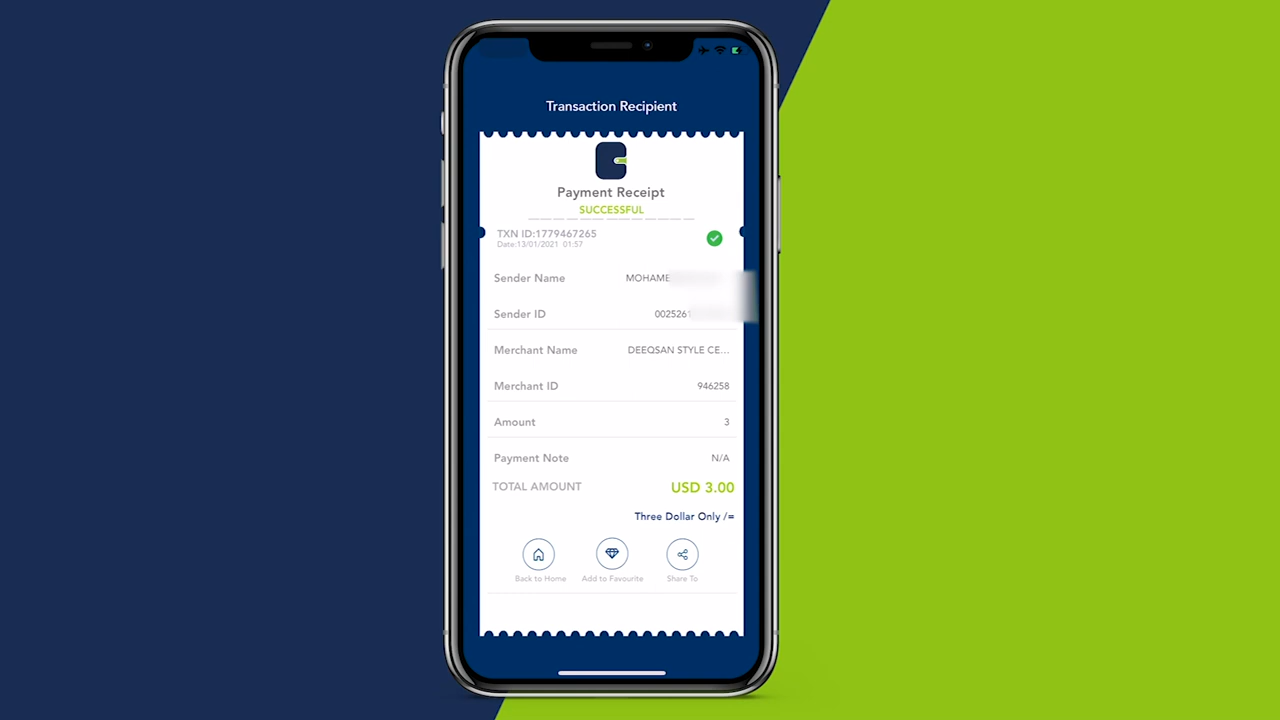 Transaction Recipient
Payment Receipt
SUCCESSFUL
TXN ID:1779467265
Date:13/01/2021 01:57
Sender Name MOHAME
Sender ID 002526
Merchant Name DEEQSAN STYLE CE...
Merchant ID 946258
Amount 3
Payment Note N/A
TOTAL AMOUNT USD 3.00
Three Dollar Only /=
Back to Home Add to Favourite Share To